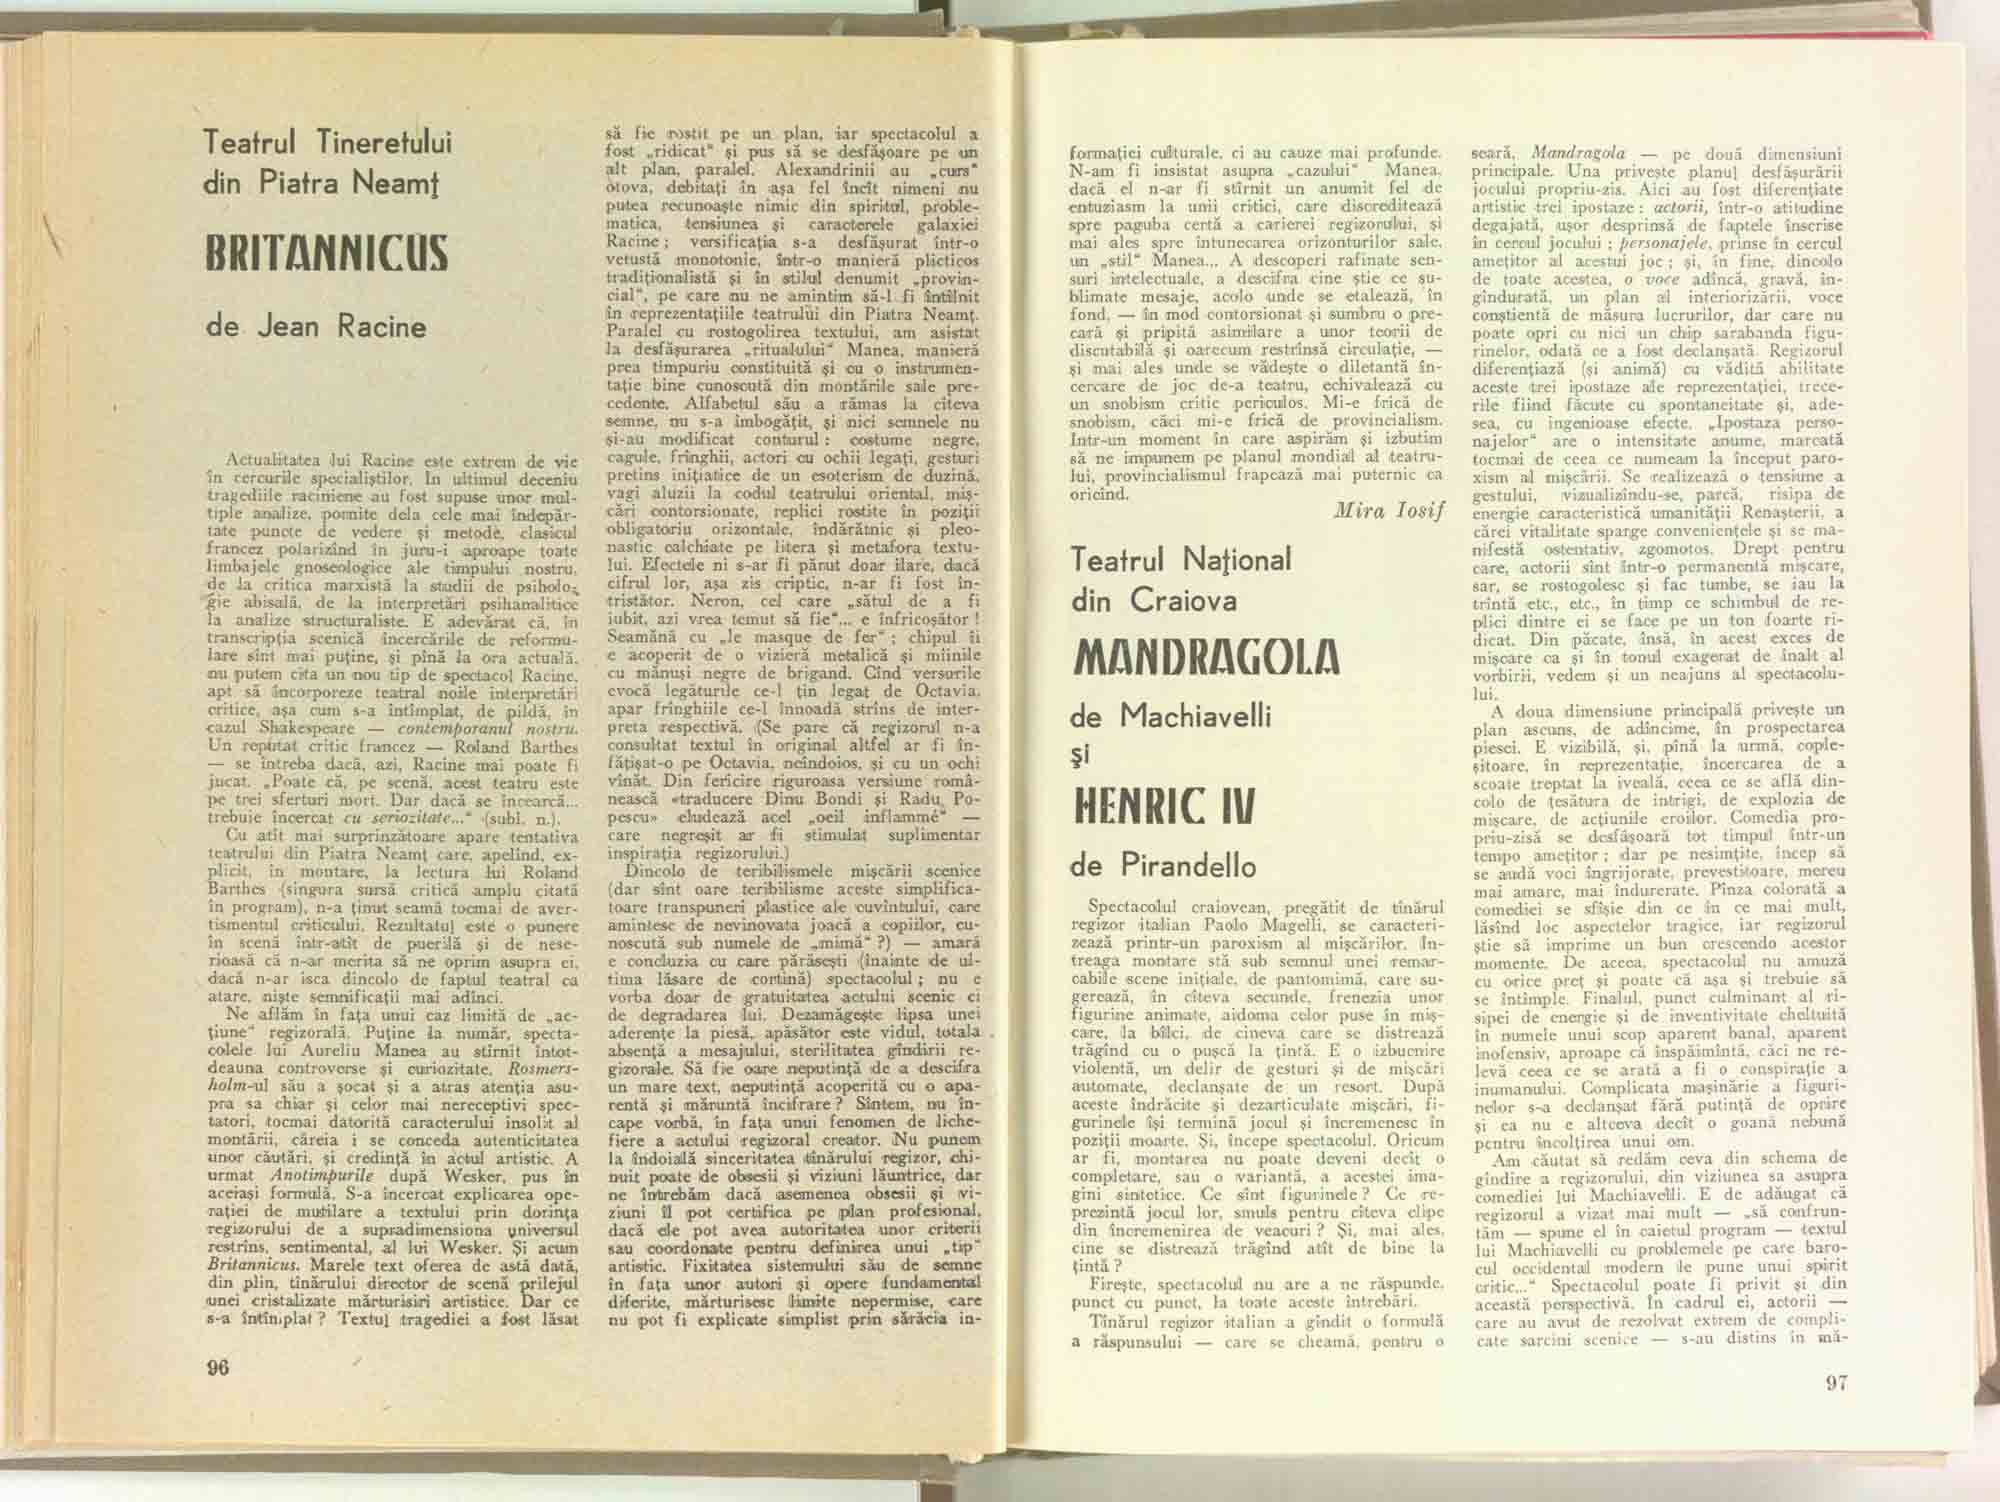 Teatrul Tineretului
din Piatra Neamţ
BRITANNICUS
de Jean Racine
Actualitatea lui Racine este extrem de vie
în cercurile specialiştilor. In ultimul deceniu
tragediile raciniene au fost supuse unor mul-
tiple analize, pornite dela cele mai îndepăr-
tate puncte de vedere şi metode, clasicul
francez polarizînd în juru-i aproape toate
limbajele gnoseologice ale timpului nostru,
de la critica marxistă la studii de psiholo-
gie abisală, de la interpretări psihanalitice
la analize structuraliste. E adevărat că, în
transcripţia scenică încercările de reformu-
lare sînt mai puţine, şi pînă la ora actuală,
nu putem cita un nou tip de spectacol Racine,
apt să încorporeze teatral noile interpretări
critice, aşa cum s-a întîmplat, de pildă, în
cazul Shakespeare — contemporanul nostru.
Un reputat critic francez — Roland Barthes
— se întreba dacă, azi, Racine mai poate fi
jucat. „Poate că, pe scenă, acest teatru este
pe trei sferturi mort. Dar dacă se încearcă...
trebuie încercat cu seriozitate...“ (subl. n.).
Cu atît mai surprinzătoare apare tentativa
teatrului din Piatra Neamţ care, apelînd, ex-
plicit, în montare, la lectura lui Roland
Barthes (singura sursă critică amplu citată
în program), n-a ţinut seamă tocmai de aver-
tismentul criticului. Rezultatul este o punere
în scenă într-atît de puerilă şi de nese-
rioasă că n-ar merita să ne oprim asupra ei,
dacă n-ar isca dincolo de faptul teatral ca
atare, nişte semnificaţii mai adînci.
Ne aflăm în faţa unui caz limită de „ac-
ţiune“ regizorală. Puţine la număr, specta-
colele lui Aureliu Manea au stîrnit întot-
deauna controverse şi curiozitate. Rosmers-
holm-ul său a şocat şi a atras atenţia asu-
pra sa chiar şi celor mai nereceptivi spec-
tatori, tocmai datorită caracterului insolit al
montării, căreia i se conceda autenticitatea
unor căutări, şi credinţă în actul artistic. A
urmat Anotimpurile după Wesker, pus în
aceiaşi formulă. S-a încercat explicarea ope-
raţiei de mutilare a textului prin dorinţa
regizorului de a supradimensiona universul
restrîns, sentimental, al lui Wesker. Şi acum
Britannicus. Marele text oferea de astă dată,
din plin, tînărului director de scenă prilejul
unei cristalizate mărturisiri artistice. Dar ce
s-a întîmplat ? Textul tragediei a fost lăsat
96
să fie rostit pe un plan, iar spectacolul a
fost „ridicat“ şi pus să se desfăşoare pe un
alt plan, paralel. Alexandrinii au „curs“
otova, debitaţi în aşa fel încît nimeni nu
putea recunoaşte nimic din spiritul, proble-
matica, tensiunea şi caracterele galaxiei
Racine ; versificaţia s-a desfăşurat într-o
vetustă monotonie, într-o manieră plicticos
tradiţionalistă şi în stilul denumit „provin-
cial“, pe care nu ne amintim să-l fi întîlnit
în reprezentaţiile teatrului din Piatra Neamţ.
Paralel cu rostogolirea textului, am asistat
la desfăşurarea „ritualului“ Manea, manieră
prea timpuriu constituită şi cu o instrumen-
taţie bine cunoscută din montările sale pre-
cedente. Alfabetul său a rămas la cîteva
semne, nu s-a îmbogăţit, şi nici semnele nu
şi-au modificat conturul : costume negre,
cagule, frînghii, actori cu ochii legaţi, gesturi
pretins iniţiatice de un esoterism de duzină,
vagi aluzii la codul teatrului oriental, miş-
cări contorsionate, replici rostite în poziţii
obligatoriu orizontale, îndărătnic şi pleo-
nastic calchiate pe litera şi metafora textu-
lui. Efectele ni s-ar fi părut doar ilare, dacă
cifrul lor, aşa zis criptic, n-ar fi fost în-
tristător. Neron, cel care „sătul de a fi
iubit, azi vrea temut să fie“... e înfricoşător !
Seamănă cu „le masque de fer“ ; chipul îi
e acoperit de o vizieră metalică şi mîinile
cu mănuşi negre de brigand. Cînd versurile
evocă legăturile ce-l ţin legat de Octavia,
apar frînghiile ce-l înnoadă strîns de inter-
preta respectivă. (Se pare că regizorul n-a
consultat textul în original altfel ar fi în-
făţişat-o pe Octavia, neîndoios, şi cu un ochi
vînăt. Din fericire riguroasa versiune româ-
nească «traducere Dinu Bondi şi Radu Po-
pescu» eludează acel „oeil inflammé“ —
care negreşit ar fi stimulat suplimentar
inspiraţia regizorului.)
Dincolo de teribilismele mişcării scenice
(dar sînt oare teribilisme aceste simplifica-
toare transpuneri plastice ale cuvîntului, care
amintesc de nevinovata joacă a copiilor, cu-
noscută sub numele de „mimă“ ?) — amară
e concluzia cu care părăseşti (înainte de ul-
tima lăsare de cortină) spectacolul ; nu e
vorba doar de gratuitatea actului scenic ci
de degradarea lui. Dezamăgeşte lipsa unei
aderenţe la piesă, apăsător este vidul, totala
absenţă a mesajului, sterilitatea gîndirii re-
gizorale. Să fie oare neputinţă de a descifra
un mare text, neputinţă acoperită cu o apa-
rentă şi măruntă încifrare ? Sîntem, nu în-
cape vorbă, în faţa unui fenomen de liche-
fiere a actului regizoral creator. Nu punem
la îndoială sinceritatea tînărului regizor, chi-
nuit poate de obsesii şi viziuni lăuntrice, dar
ne întrebăm dacă asemenea obsesii şi vi-
ziuni îl pot certifica pe plan profesional,
dacă ele pot avea autoritatea unor criterii
sau coordonate pentru definirea unui „tip“
artistic. Fixitatea sistemului său de semne
în faţa unor autori şi opere fundamental
diferite, mărturisesc limite nepermise, care
nu pot fi explicate simplist prin sărăcia in-
formaţiei culturale, ci au cauze mai profunde.
N-am fi insistat asupra „cazului“ Manea,
dacă el n-ar fi stîrnit un anumit fel de
entuziasm la unii critici, care discreditează
spre paguba certă a carierei regizorului, şi
mai ales spre întunecarea orizonturilor sale,
un „stil“ Manea... A descoperi rafinate sen-
suri intelectuale, a descifra cine ştie ce su-
blimate mesaje, acolo unde se etalează, în
fond, — în mod contorsionat şi sumbru o pre-
cară şi pripită asimilare a unor teorii de
discutabilă şi oarecum restrînsă circulaţie, —
şi mai ales unde se vădeşte o diletantă în-
cercare de joc de-a teatru, echivalează cu
un snobism critic periculos. Mi-e frică de
snobism, căci mi-e frică de provincialism.
Intr-un moment în care aspirăm şi izbutim
să ne impunem pe planul mondial al teatru-
lui, provincialismul frapează mai puternic ca
oricînd.
Mira Iosif
Teatrul Naţional
din Craiova
MANDRAGOLA
de Machiavelli
şi
HENRIC IV
de Pirandello
Spectacolul craiovean, pregătit de tînărul
regizor italian Paolo Magelli, se caracteri-
zează printr-un paroxism al mişcărilor. In-
treaga montare stă sub semnul unei remar-
cabile scene iniţiale, de pantomimă, care su-
gerează, în cîteva secunde, frenezia unor
figurine animate, aidoma celor puse în miş-
care, la bîlci, de cineva care se distrează
trăgînd cu o puşcă la ţintă. E o izbucnire
violentă, un delir de gesturi şi de mişcări
automate, declanşate de un resort. După
aceste îndrăcite şi dezarticulate mişcări, fi-
gurinele îşi termină jocul şi încremenesc în
poziţii moarte. Şi, începe spectacolul. Oricum
ar fi, montarea nu poate deveni decît o
completare, sau o variantă, a acestei ima-
gini sintetice. Ce sînt figurinele ? Ce re-
prezintă jocul lor, smuls pentru cîteva clipe
din încremenirea de veacuri ? Şi, mai ales,
cine se distrează trăgînd atît de bine la
ţintă ?
Fireşte, spectacolul nu are a ne răspunde,
punct cu punct, la toate aceste întrebări.
Tînărul regizor italian a gîndit o formulă
a răspunsului — care se cheamă, pentru o
seară, Mandragola — pe două dimensiuni
principale. Una priveşte planul desfăşurării
jocului propriu-zis. Aici au fost diferenţiate
artistic trei ipostaze : actorii, într-o atitudine
degajată, uşor desprinsă de faptele înscrise
în cercul jocului ; personajele, prinse în cercul
ameţitor al acestui joc ; şi, în fine, dincolo
de toate acestea, o voce adîncă, gravă, în-
gîndurată, un plan al interiorizării, voce
conştientă de măsura lucrurilor, dar care nu
poate opri cu nici un chip sarabanda figu-
rinelor, odată ce a fost declanşată. Regizorul
diferenţiază (şi animă) cu vădită abilitate
aceste trei ipostaze ale reprezentaţiei, trece-
rile fiind făcute cu spontaneitate şi, ade-
sea, cu ingenioase efecte. „Ipostaza perso-
najelor“ are o intensitate anume, marcată
tocmai de ceea ce numeam la început paro-
xism al mişcării. Se realizează o tensiune a
gestului, vizualizîndu-se, parcă, risipa de
energie caracteristică umanităţii Renaşterii, a
cărei vitalitate sparge convenienţele şi se ma-
nifestă ostentativ, zgomotos. Drept pentru
care, actorii sînt într-o permanentă mişcare,
sar, se rostogolesc şi fac tumbe, se iau la
trîntă etc., etc., în timp ce schimbul de re-
plici dintre ei se face pe un ton foarte ri-
dicat. Din păcate, însă, în acest exces de
mişcare ca şi în tonul exagerat de înalt al
vorbirii, vedem şi un neajuns al spectacolu-
lui.
A doua dimensiune principală priveşte un
plan ascuns, de adîncime, în prospectarea
piesei. E vizibilă, şi, pînă la urmă, cople-
şitoare, în reprezentaţie, încercarea de a
scoate treptat la iveală, ceea ce se află din-
colo de ţesătura de intrigi, de explozia de
mişcare, de acţiunile eroilor. Comedia pro-
priu-zisă se desfăşoară tot timpul într-un
tempo ameţitor ; dar pe nesimţite, încep să
se audă voci îngrijorate, prevestitoare, mereu
mai amare, mai îndurerate. Pînza colorată a
comediei se sfîşie din ce în ce mai mult,
lăsînd loc aspectelor tragice, iar regizorul
ştie să imprime un bun crescendo acestor
momente. De aceea, spectacolul nu amuză
cu orice preţ şi poate că aşa şi trebuie să
se întîmple. Finalul, punct culminant al ri-
sipei de energie şi de inventivitate cheltuită
în numele unui scop aparent banal, aparent
inofensiv, aproape că înspăimîntă, căci ne re-
levă ceea ce se arată a fi o conspiraţie a
inumanului. Complicata maşinărie a figuri-
nelor s-a declanşat fără putinţă de oprire
şi ea nu e altceva decît o goană nebună
pentru încolţirea unui om.
Am căutat să redăm ceva din schema de
gîndire a regizorului, din viziunea sa asupra
comediei lui Machiavelli. E de adăugat că
regizorul a vizat mai mult — „să confrun-
tăm — spune el în caietul program — textul
lui Machiavelli cu problemele pe care baro-
cul occidental modern le pune unui spirit
critic...“ Spectacolul poate fi privit şi din
această perspectivă. In cadrul ei, actorii —
care au avut de rezolvat extrem de compli-
cate sarcini scenice — s-au distins în mă-
97